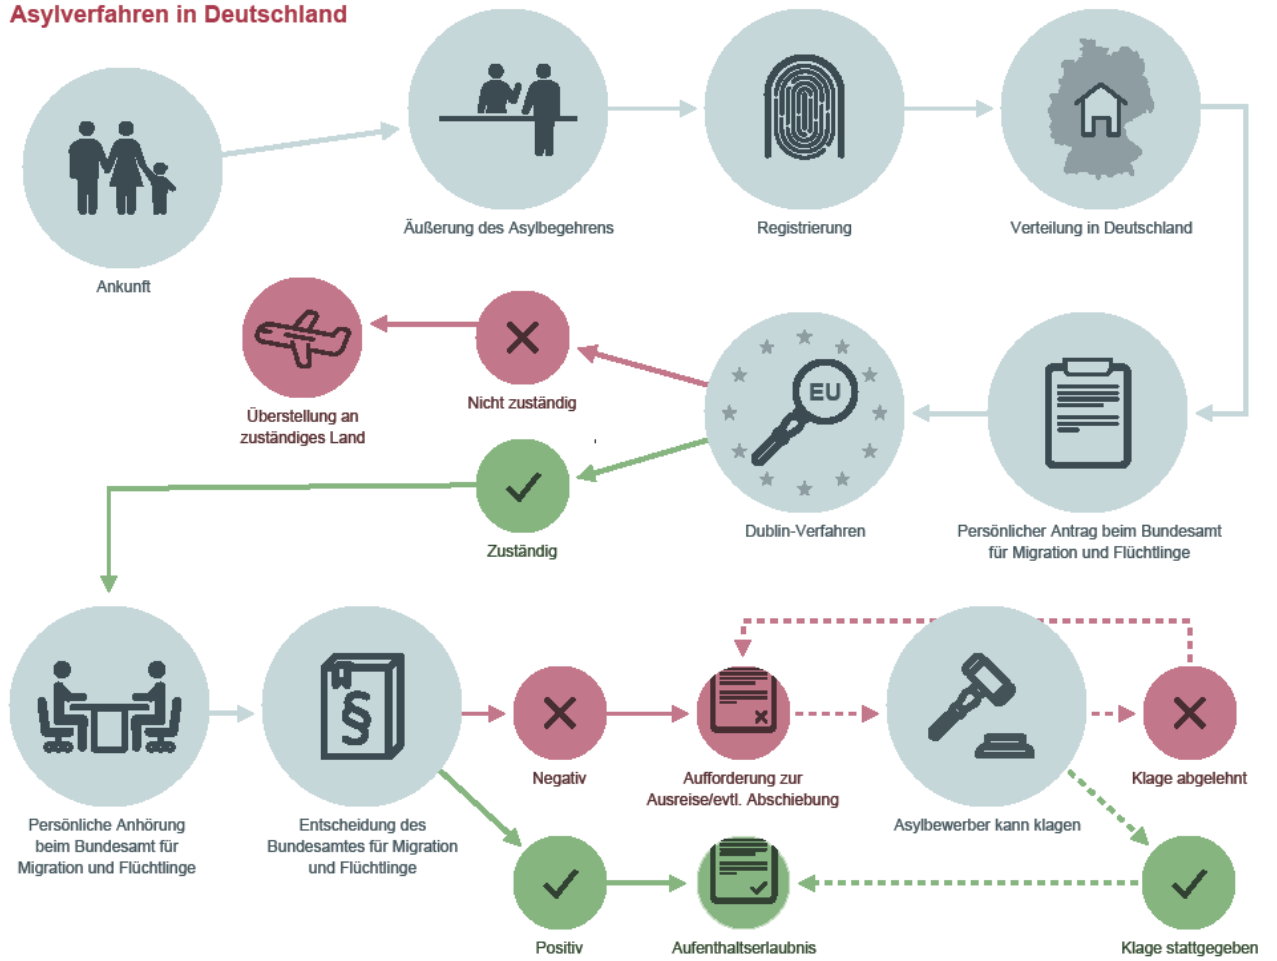 Asylverfahren in Deutschland
Ankunft
Äußerung des Asylbegehrens
Registrierung
Verteilung in Deutschland
Persönlicher Antrag beim Bundesamt
für Migration und Flüchtlinge
EU
Dublin-Verfahren
Nicht zuständig
Überstellung an
zuständiges Land
Zuständig
Persönliche Anhörung
beim Bundesamt für
Migration und Flüchtlinge
§
Entscheidung des
Bundesamtes für Migration
und Flüchtlinge
Negativ
Aufforderung zur
Ausreise/evtl. Abschiebung
Asylbewerber kann klagen
Klage abgelehnt
Positiv
Aufenthaltserlaubnis
Klage stattgegeben